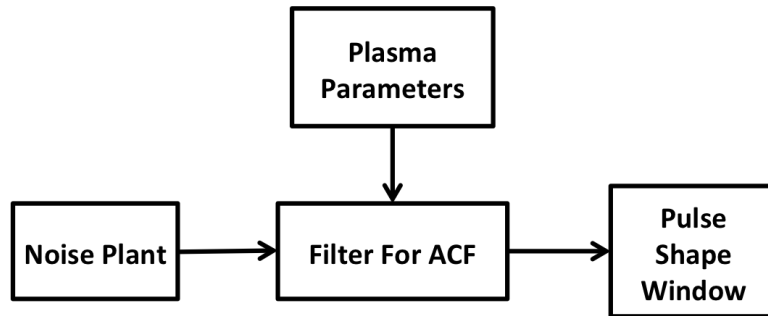 Plasma
Parameters
Noise Plant
Filter For ACF
Pulse
Shape
Window